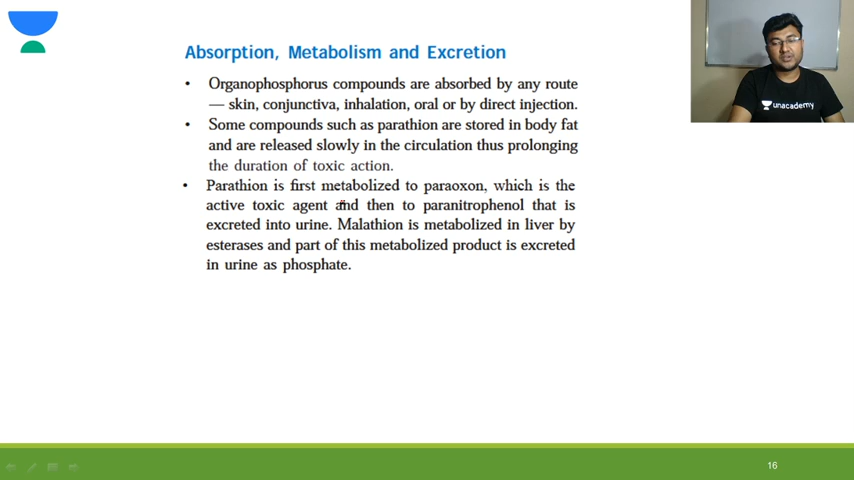 Absorption, Metabolism and Excretion
• Organophosphorus compounds are absorbed by any route
— skin, conjunctiva, inhalation, oral or by direct injection.
• Some compounds such as parathion are stored in body fat
and are released slowly in the circulation thus prolonging
the duration of toxic action.
• Parathion is first metabolized to paraoxon, which is the
active toxic agent and then to paranitrophenol that is
excreted into urine. Malathion is metabolized in liver by
esterases and part of this metabolized product is excreted
in urine as phosphate.
unacademy
16